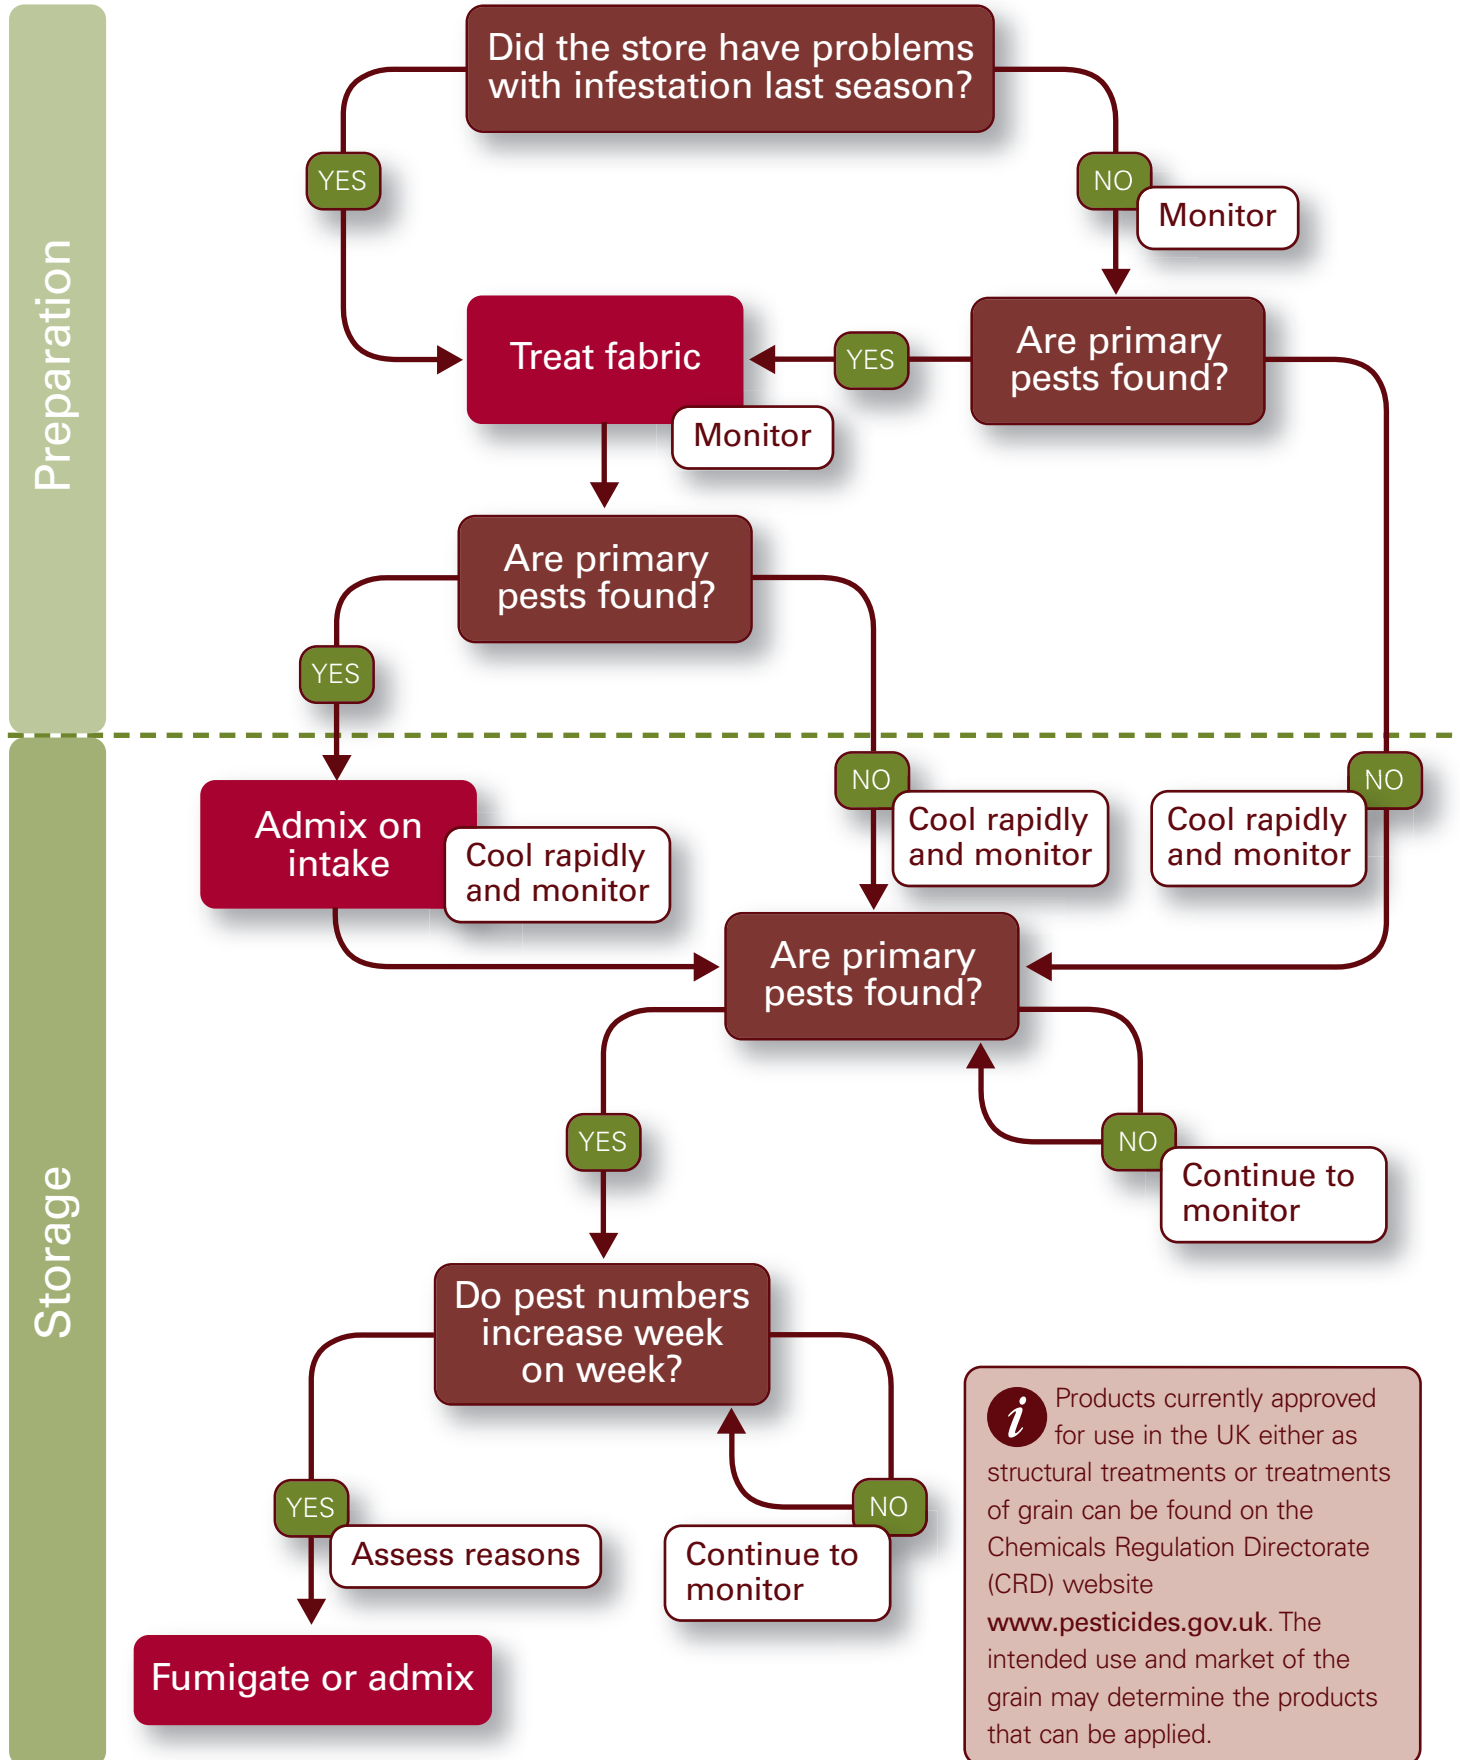 Preparation
Did the store have problems
with infestation last season?
YES
NO
Monitor
Treat fabric
Monitor
YES
Are primary
pests found?
Are primary
pests found?
YES
Storage
NO
Cool rapidly
and monitor
NO
Cool rapidly
and monitor
Admix on
intake
Cool rapidly
and monitor
Are primary
pests found?
YES
NO
Continue to
monitor
Do pest numbers
increase week
on week?
YES
Assess reasons
NO
Continue to
monitor
Fumigate or admix
i Products currently approved
for use in the UK either as
structural treatments or treatments
of grain can be found on the
Chemicals Regulation Directorate
(CRD) website
www.pesticides.gov.uk. The
intended use and market of the
grain may determine the products
that can be applied.